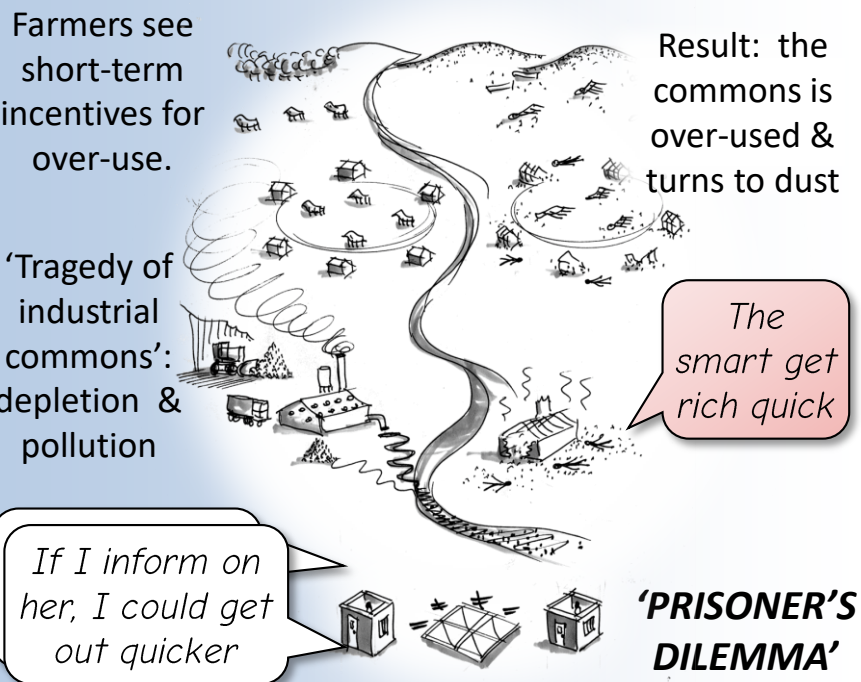 Farmers see
short-term
incentives for
over-use.
Result:  the
commons is
over-used &
turns to dust
‘Tragedy of
industrial
commons’:
depletion  &
pollution
The
smart get
rich quick
If I inform on
her, I could get
out quicker
‘PRISONER’S
DILEMMA’